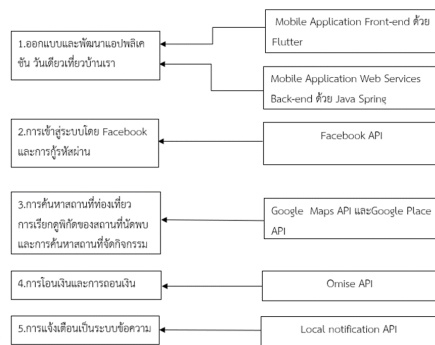 1.ออกแบบและพัฒนาแอปพลิเค
ชัน วันเดียวเที่ยวบ้านเรา
Mobile Application Front-end ด้วย
Flutter
Mobile Application Web Services
Back-end ด้วย Java Spring
2.การเข้าสู่ระบบโดย Facebook
และการกู้รหัสผ่าน
Facebook API
3.การค้นหาสถานที่ท่องเที่ยว
การเรียกดูพิกัดของสถานที่นัดพบ
และการค้นหาสถานที่จัดกิจกรรม
Google Maps API และGoogle Place
API
4.การโอนเงินและการถอนเงิน
Omise API
5.การแจ้งเตือนเป็นระบบข้อความ
Local notification API